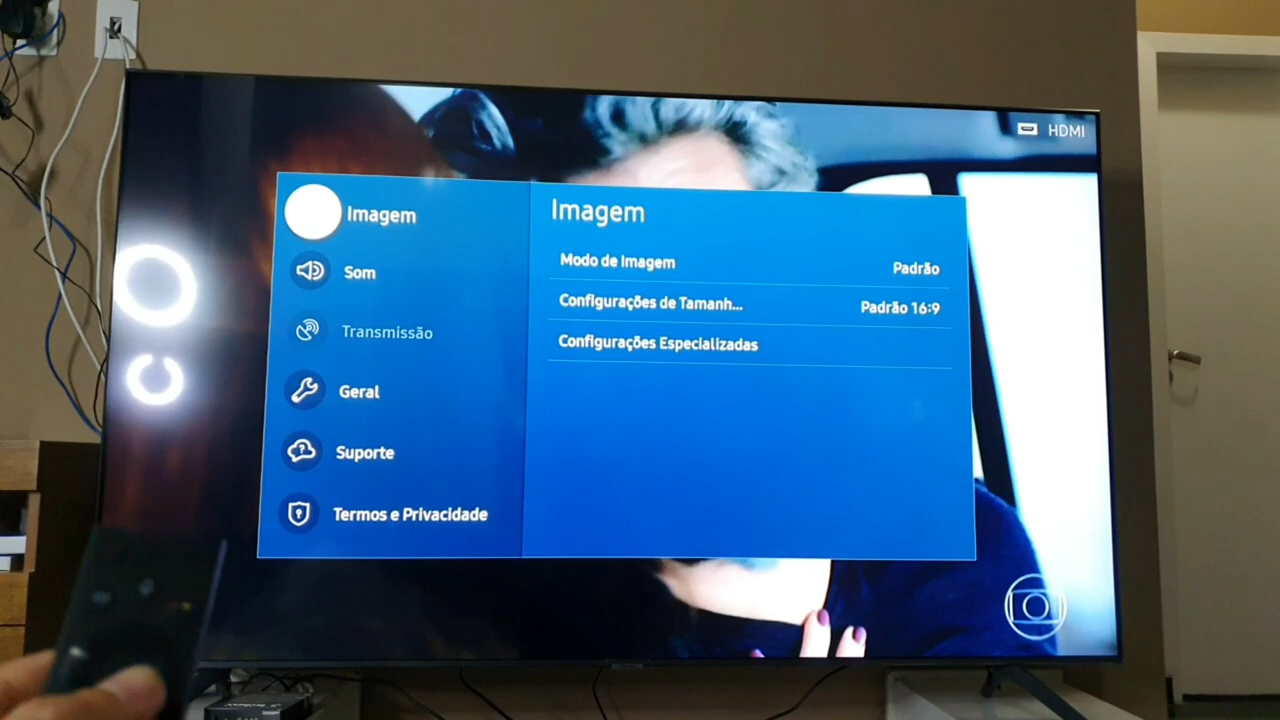 HDMI
Imagem
Som
Transmissão
Geral
Suporte
Termos e Privacidade
Imagem
Modo de Imagem Padrão
Configurações de Tamanh... Padrão 16:9
Configurações Especializadas